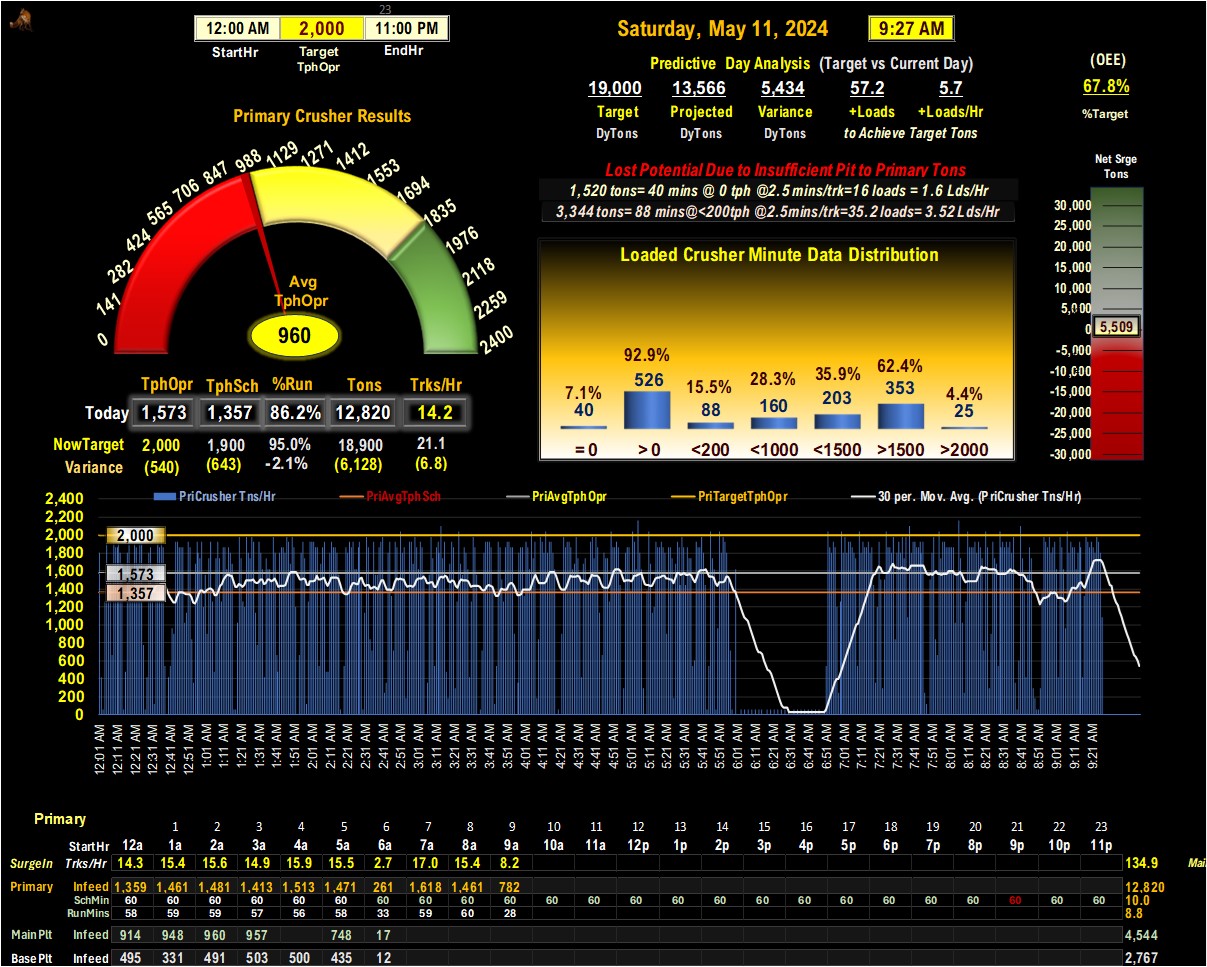 23
12:00 AM 2,000 11:00 PM
StartHr Target TphOpr EndHr
Saturday, May 11, 2024 9:27 AM
Predictive Day Analysis (Target vs Current Day)
19,000 13,566 5,434 57.2 5.7
Target Projected Variance +Loads +Loads/Hr
DyTons DyTons DyTons to Achieve Target Tons
(OEE)
67.8%
%Target
Primary Crusher Results
0 141 282 424 565 706 847 988 1129 1271 1412 1553 1694 1835 1976 2118 2259 2400
Avg
TphOpr
960
Lost Potential Due to Insufficient Pit to Primary Tons
1,520 tons= 40 mins @ 0 tph @2.5 mins/trk=16 loads = 1.6 Lds/Hr
3,344 tons= 88 mins@<200tph @2.5mins/trk=35.2 loads= 3.52 Lds/Hr
Net Srge
Tons
30,000
25,000
20,000
15,000
10,000
5,000
0 5,509
-5,000
-10,000
-15,000
-20,000
-25,000
-30,000
Loaded Crusher Minute Data Distribution
7.1% 92.9% 15.5% 28.3% 35.9% 62.4% 4.4%
40 526 88 160 203 353 25
= 0 > 0 <200 <1000 <1500 >1500 >2000
TphOpr TphSch %Run Tons Trks/Hr
Today 1,573 1,357 86.2% 12,820 14.2
NowTarget 2,000 1,900 95.0% 18,900 21.1
Variance (540) (643) -2.1% (6,128) (6.8)
PriCrusher Tns/Hr PriAvgTphSch PriAvgTphOpr PriTargetTphOpr 30 per. Mov. Avg. (PriCrusher Tns/Hr)
2,400
2,200
2,000 2,000
1,800
1,600 1,573
1,400 1,357
1,200
1,000
800
600
400
200
0
12:01 AM 12:11 AM 12:21 AM 12:31 AM 12:41 AM 12:51 AM 1:01 AM 1:11 AM 1:21 AM 1:31 AM 1:41 AM 1:51 AM 2:01 AM 2:11 AM 2:21 AM 2:31 AM 2:41 AM 2:51 AM 3:01 AM 3:11 AM 3:21 AM 3:31 AM 3:41 AM 3:51 AM 4:01 AM 4:11 AM 4:21 AM 4:31 AM 4:41 AM 4:51 AM 5:01 AM 5:11 AM 5:21 AM 5:31 AM 5:41 AM 5:51 AM 6:01 AM 6:11 AM 6:21 AM 6:31 AM 6:41 AM 6:51 AM 7:01 AM 7:11 AM 7:21 AM 7:31 AM 7:41 AM 7:51 AM 8:01 AM 8:11 AM 8:21 AM 8:31 AM 8:41 AM 8:51 AM 9:01 AM 9:11 AM 9:21 AM
Primary
1 2 3 4 5 6 7 8 9 10 11 12 13 14 15 16 17 18 19 20 21 22 23
StartHr 12a 1a 2a 3a 4a 5a 6a 7a 8a 9a 10a 11a 12p 1p 2p 3p 4p 5p 6p 7p 8p 9p 10p 11p
SurgeIn Trks/Hr 14.3 15.4 15.6 14.9 15.9 15.5 2.7 17.0 15.4 8.2 134.9
Primary Infeed 1,359 1,461 1,481 1,413 1,513 1,471 261 1,618 1,461 782 12,820
SchMin 60 60 60 60 60 60 60 60 60 60 60 60 60 60 60 60 60 60 60 60 60 60 60 60 10.0
RunMins 58 59 59 57 56 58 33 59 60 28 8.8
MainPlt Infeed 914 948 960 957 748 17 4,544
BasePlt Infeed 495 331 491 503 500 435 12 2,767